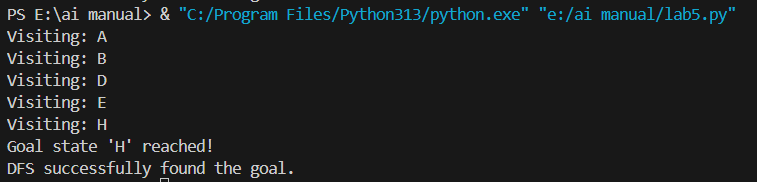 PS E:\ai manual> & "C:/Program Files/Python313/python.exe" "e:/ai manual/lab5.py"
Visiting: A
Visiting: B
Visiting: D
Visiting: E
Visiting: H
Goal state 'H' reached!
DFS successfully found the goal.